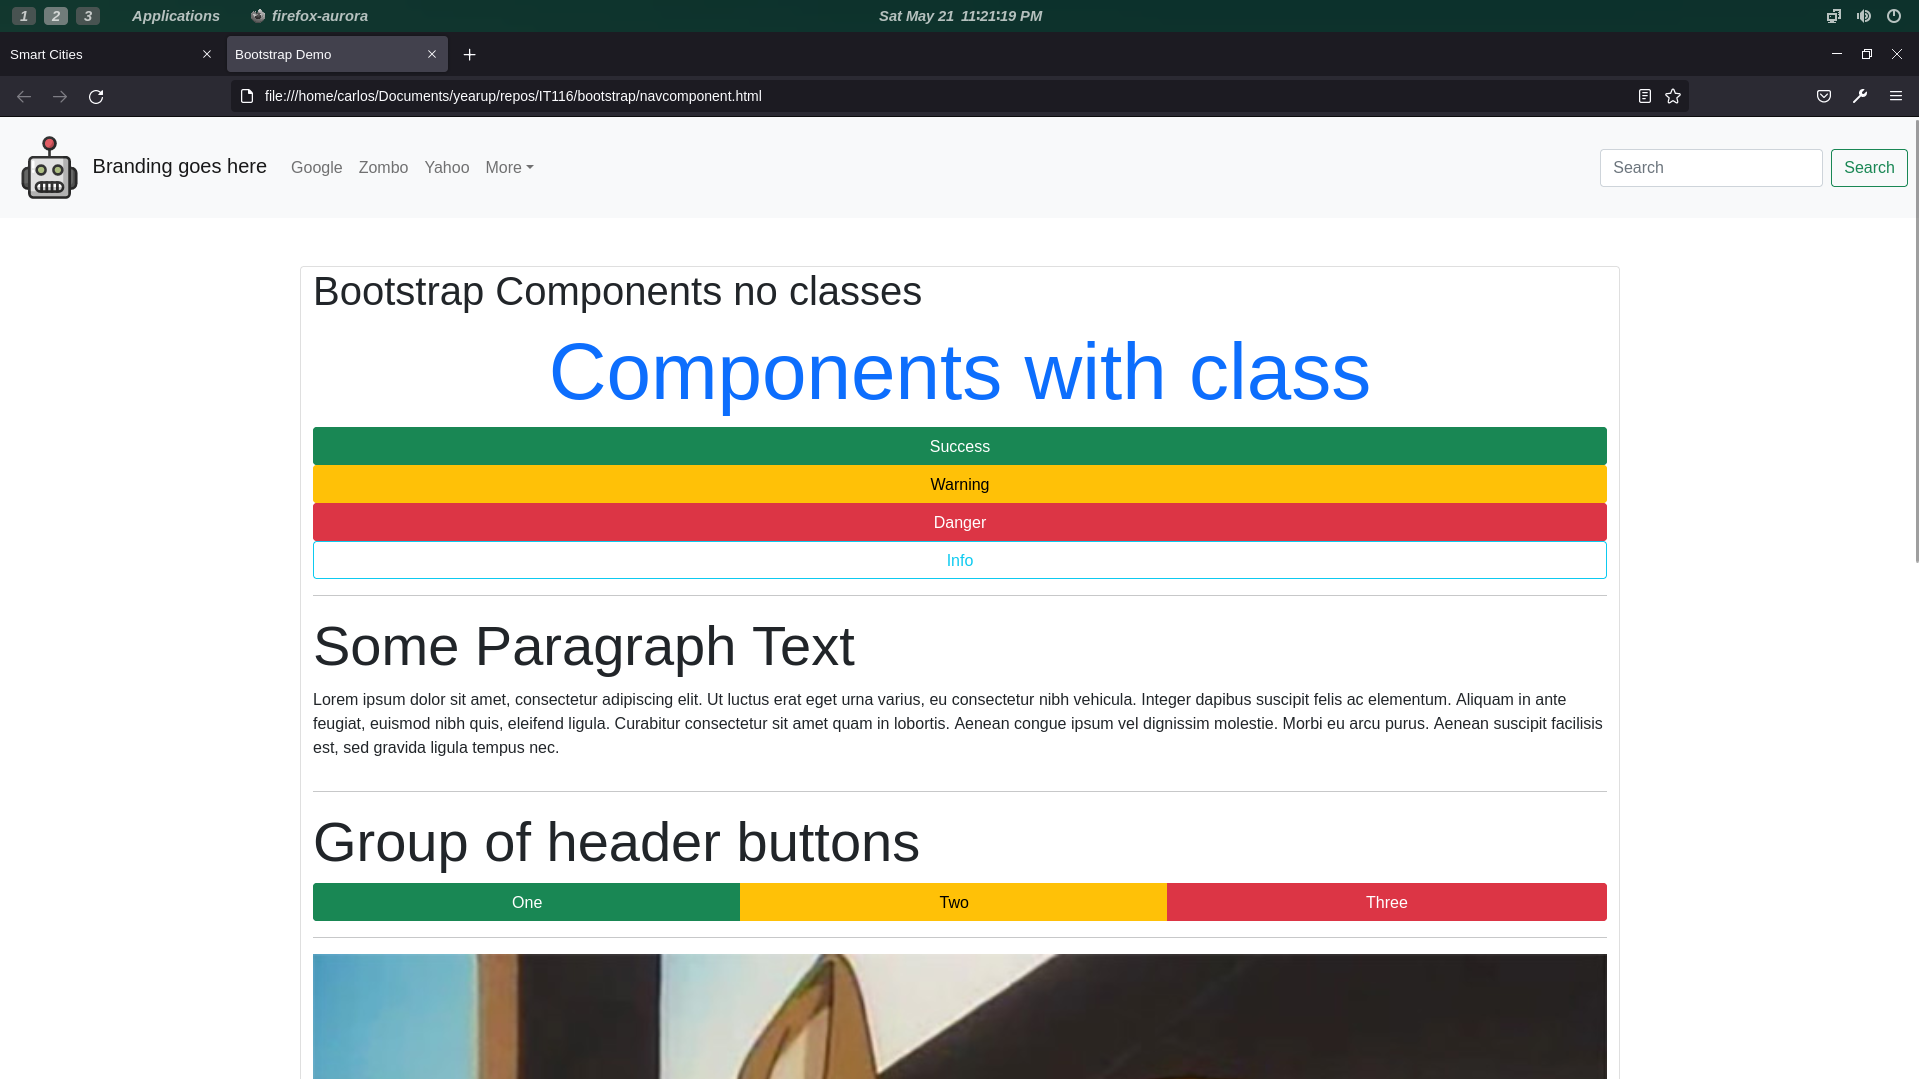 1 2 3 Applications firefox-aurora Sat May 21 11:21:19 PM
Smart Cities Bootstrap Demo
file:///home/carlos/Documents/yearup/repos/IT116/bootstrap/navcomponent.html
Branding goes here Google Zombo Yahoo More Search Search
Bootstrap Components no classes
Components with class
Success
Warning
Danger
Info
Some Paragraph Text
Lorem ipsum dolor sit amet, consectetur adipiscing elit. Ut luctus erat eget urna varius, eu consectetur nibh vehicula. Integer dapibus suscipit felis ac elementum. Aliquam in ante
feugiat, euismod nibh quis, eleifend ligula. Curabitur consectetur sit amet quam in lobortis. Aenean congue ipsum vel dignissim molestie. Morbi eu arcu purus. Aenean suscipit facilisis
est, sed gravida ligula tempus nec.
Group of header buttons
One Two Three